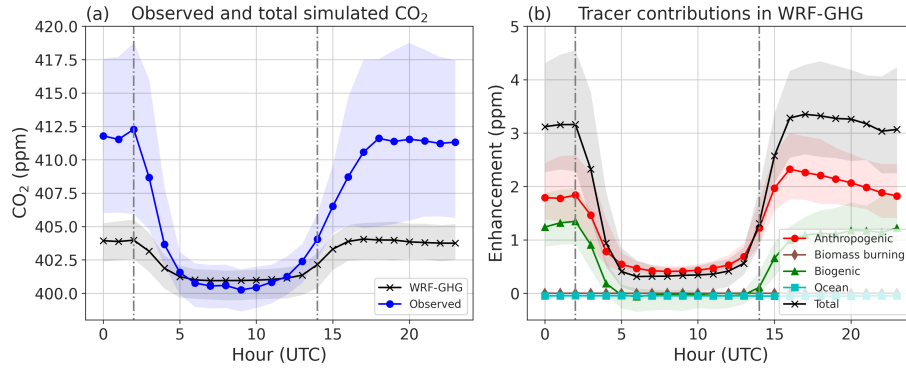 (a) Observed and total simulated CO₂
420.0
417.5
415.0
412.5
410.0
407.5
405.0
402.5
400.0
CO₂ (ppm)
WRF-GHG
Observed
0 5 10 15 20
Hour (UTC)
(b) Tracer contributions in WRF-GHG
5
4
3
2
1
0
Enhancement (ppm)
Anthropogenic
Biomass burning
Biogenic
Ocean
Total
0 5 10 15 20
Hour (UTC)